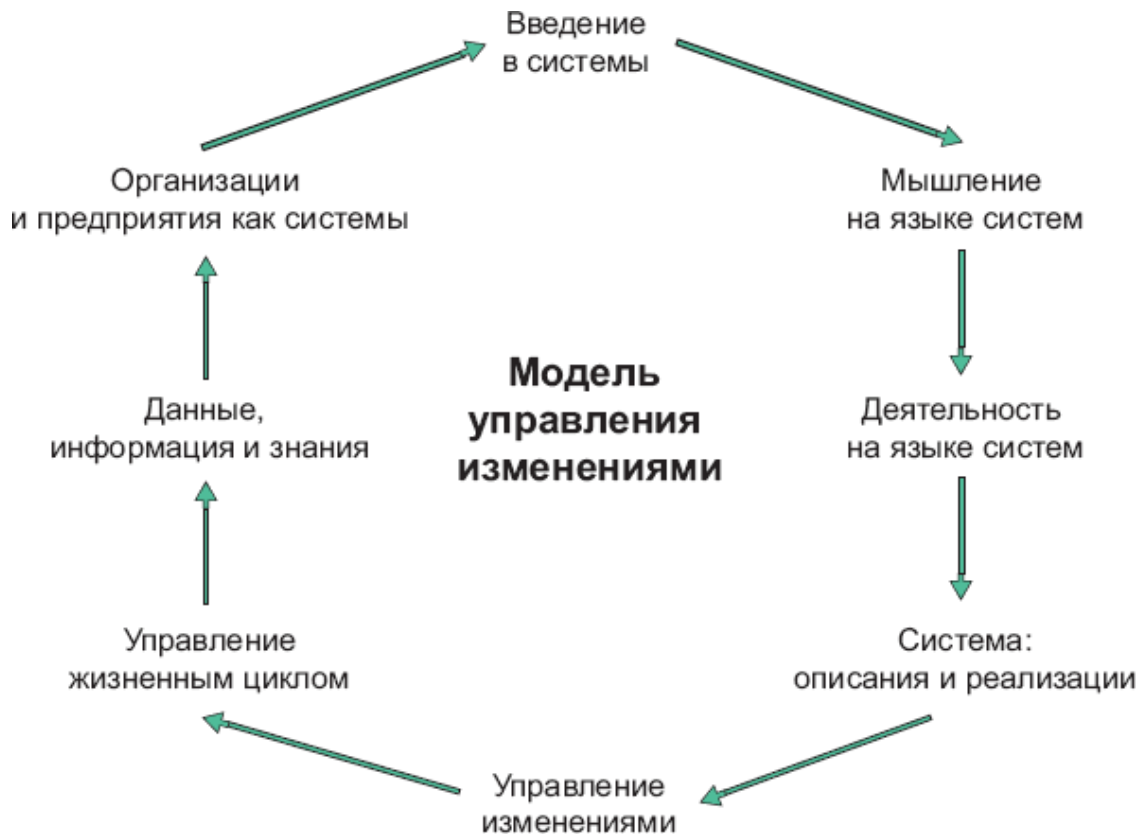 Введение
в системы
Мышление
на языке систем
Деятельность
на языке систем
Система:
описания и реализации
Управление
изменениями
Управление
жизненным циклом
Данные,
информация и знания
Организации
и предприятия как системы
Модель
управления
изменениями